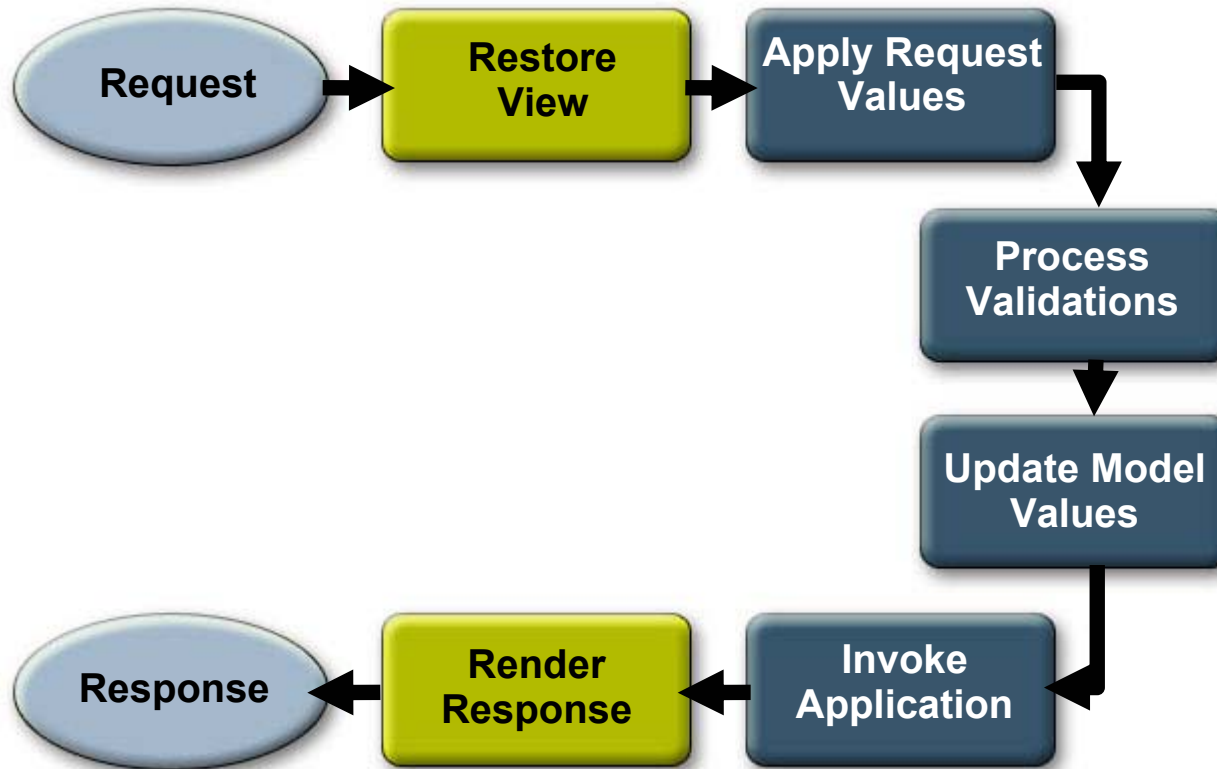 Request
Restore
View
Apply Request
Values
Process
Validations
Update Model
Values
Invoke
Application
Render
Response
Response